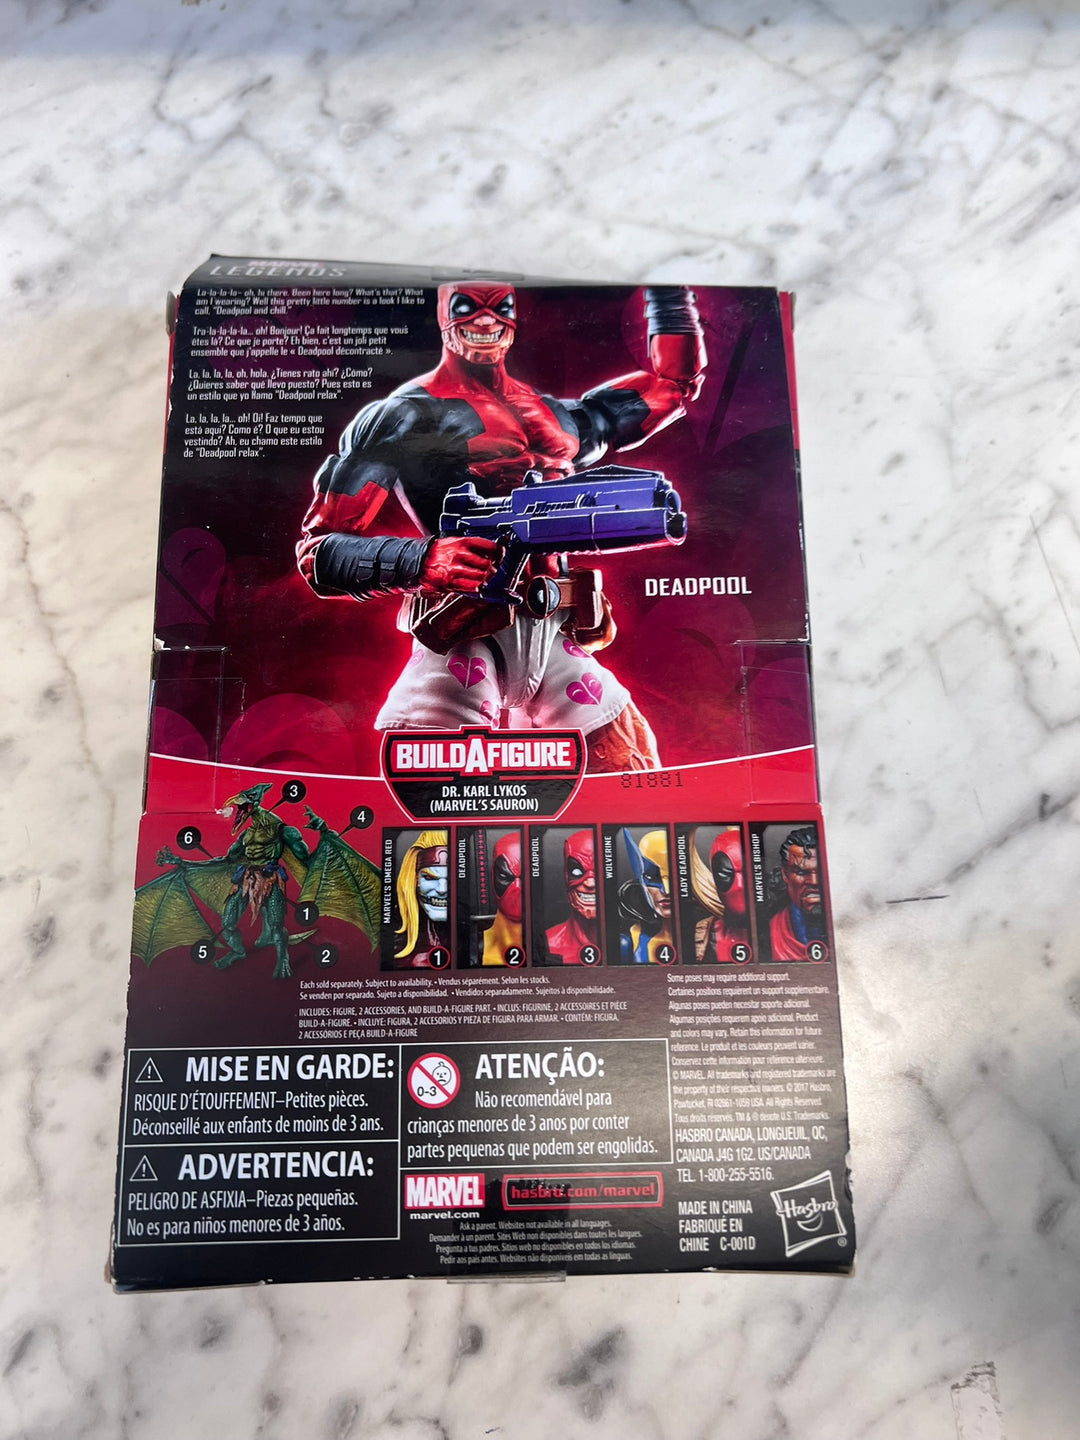 MARVEL
LEGENDS
La-la-la-la- oh, hi there. Been here long? What's that? What
am I wearing? Well this pretty little number is a look I like to
call, "Deadpool and chill."
Tra-la-la-la-la... oh! Bonjour! Ça fait longtemps que vous
êtes là? Ce que je porte? Eh bien, c'est un joli petit
ensemble que j'appelle le « Deadpool décontracté ».
La, la, la, la, oh, hola. ¿Tienes rato ahí? ¿Cómo?
¿Quieres saber qué llevo puesto? Pues esto es
un estilo que yo llamo "Deadpool relax".
La, la, la, la... oh! Oi! Faz tempo que
está aqui? Como é? O que eu estou
vestindo? Ah, eu chamo este estilo
de "Deadpool relax".
DEADPOOL
BUILDAFIGURE
DR. KARL LYKOS
(MARVEL'S SAURON)
81881
3
4
6
1
5
2
MARVEL'S OMEGA RED
1
DEADPOOL
2
DEADPOOL
3
WOLVERINE
4
LADY DEADPOOL
5
MARVEL'S BISHOP
6
Each sold separately. Subject to availability. • Vendus séparément. Selon les stocks.
Se venden por separado. Sujeto a disponibilidad. • Vendidos separadamente. Sujeitos à disponibilidade.
INCLUDES: FIGURE, 2 ACCESSORIES, AND BUILD-A-FIGURE PART. • INCLUS: FIGURINE, 2 ACCESSOIRES ET PIÈCE
BUILD-A-FIGURE. • INCLUYE: FIGURA, 2 ACCESORIOS Y PIEZA DE FIGURA PARA ARMAR. • CONTÉM: FIGURA,
2 ACESSÓRIOS E PEÇA BUILD-A-FIGURE
Some poses may require additional support.
Certaines positions requièrent un support supplémentaire.
Algunas poses pueden necesitar soporte adicional.
Algumas posições requerem apoio adicional. Product
and colors may vary. Retain this information for future
reference. Le produit et les couleurs peuvent varier.
Conservez cette information pour référence ultérieure.
© MARVEL. All trademarks and registered trademarks are
the property of their respective owners. © 2017 Hasbro,
Pawtucket, RI 02861-1059 USA. All Rights Reserved.
Tous droits réservés. TM & ® denote U.S. Trademarks.
HASBRO CANADA, LONGUEUIL, QC,
CANADA J4G 1G2. US/CANADA
TEL. 1-800-255-5516.
MISE EN GARDE:
RISQUE D'ÉTOUFFEMENT–Petites pièces.
Déconseillé aux enfants de moins de 3 ans.
ADVERTENCIA:
PELIGRO DE ASFIXIA–Piezas pequeñas.
No es para niños menores de 3 años.
0-3
ATENÇÃO:
Não recomendável para
crianças menores de 3 anos por conter
partes pequenas que podem ser engolidas.
MARVEL
marvel.com
hasbro.com/marvel
Ask a parent. Websites not available in all languages.
Demander à un parent. Sites Web non disponibles dans toutes les langues.
Pregunta a tus padres. Sitios web no disponibles en todos los idiomas.
Pedir aos pais antes. Websites não disponíveis em todas as línguas.
MADE IN CHINA
FABRIQUÉ EN
CHINE C-001D
Hasbro
®